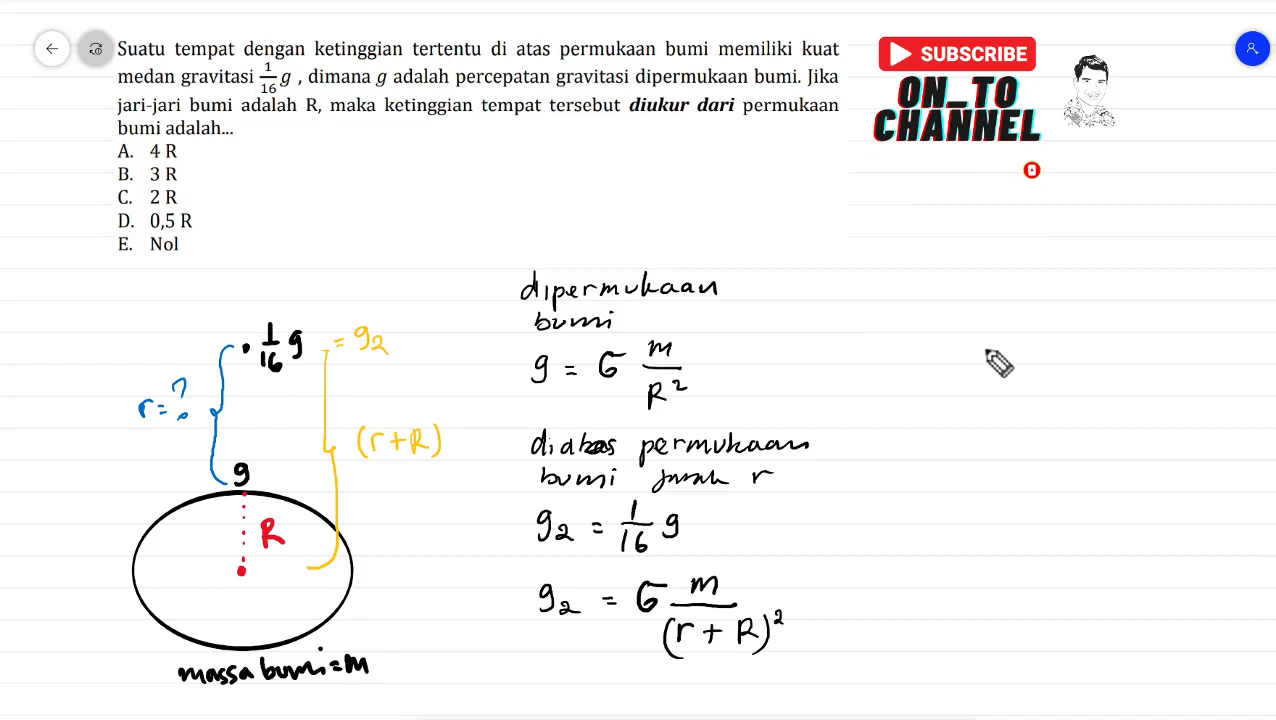 Suatu tempat dengan ketinggian tertentu di atas permukaan bumi memiliki kuat
medan gravitasi 1/16 g , dimana g adalah percepatan gravitasi dipermukaan bumi. Jika
jari-jari bumi adalah R, maka ketinggian tempat tersebut diukur dari permukaan
bumi adalah...
A. 4 R
B. 3 R
C. 2 R
D. 0,5 R
E. Nol
SUBSCRIBE
ON_TO
CHANNEL
dipermukaan
bumi
g = G m/R²
diatas permukaan
bumi jarak r
g₂ = 1/16 g
g₂ = G m/(r + R)²
1/16 g = g₂
r = ?
(r+R)
g
R
massa bumi = m